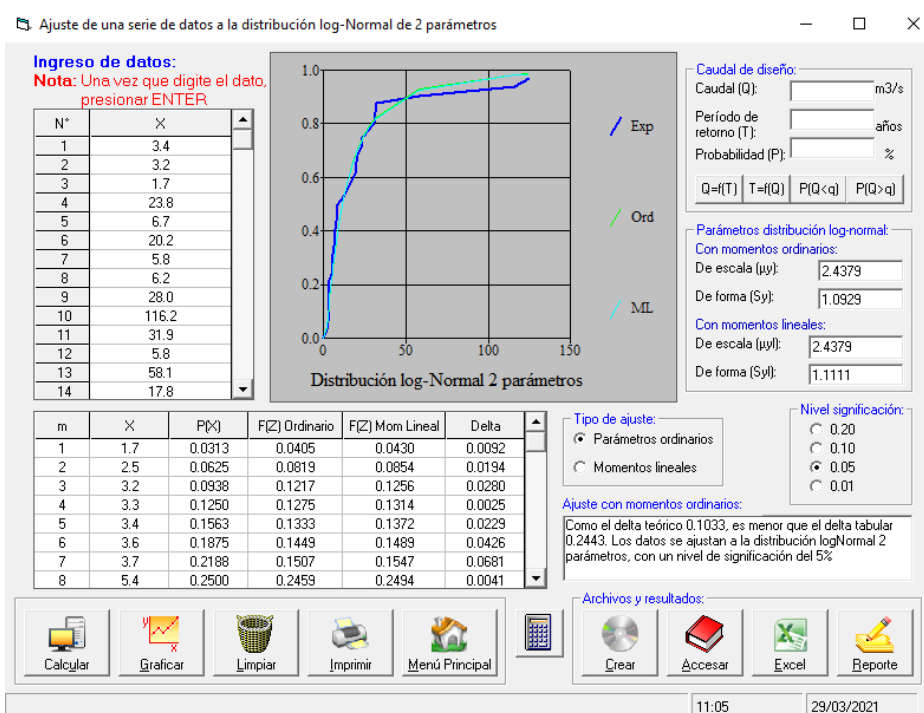 Ajuste de una serie de datos a la distribución log-Normal de 2 parámetros
Ingreso de datos:
Nota: Una vez que digite el dato,
presionar ENTER
N° X
1 3.4
2 3.2
3 1.7
4 23.8
5 6.7
6 20.2
7 5.8
8 6.2
9 28.0
10 116.2
11 31.9
12 5.8
13 58.1
14 17.8
1.0
0.8
0.6
0.4
0.2
0.0
0 50 100 150
Exp
Ord
ML
Distribución log-Normal 2 parámetros
Caudal de diseño:
Caudal (Q): m3/s
Período de
retorno (T): años
Probabilidad (P): %
Q=f(T) T=f(Q) P(Q<q) P(Q>q)
Parámetros distribución log-normal:
Con momentos ordinarios:
De escala (μy): 2.4379
De forma (Sy): 1.0929
Con momentos lineales:
De escala (μyl): 2.4379
De forma (Syl): 1.1111
m X P(X) F(Z) Ordinario F(Z) Mom Lineal Delta
1 1.7 0.0313 0.0405 0.0430 0.0092
2 2.5 0.0625 0.0819 0.0854 0.0194
3 3.2 0.0938 0.1217 0.1256 0.0280
4 3.3 0.1250 0.1275 0.1314 0.0025
5 3.4 0.1563 0.1333 0.1372 0.0229
6 3.6 0.1875 0.1449 0.1489 0.0426
7 3.7 0.2188 0.1507 0.1547 0.0681
8 5.4 0.2500 0.2459 0.2494 0.0041
Tipo de ajuste:
Parámetros ordinarios
Momentos lineales
Nivel significación:
0.20
0.10
0.05
0.01
Ajuste con momentos ordinarios:
Como el delta teórico 0.1033, es menor que el delta tabular
0.2443. Los datos se ajustan a la distribución logNormal 2
parámetros, con un nivel de significación del 5%
Calcular
Graficar
Limpiar
Imprimir
Menú Principal
Archivos y resultados:
Crear
Accesar
Excel
Reporte
11:05 29/03/2021